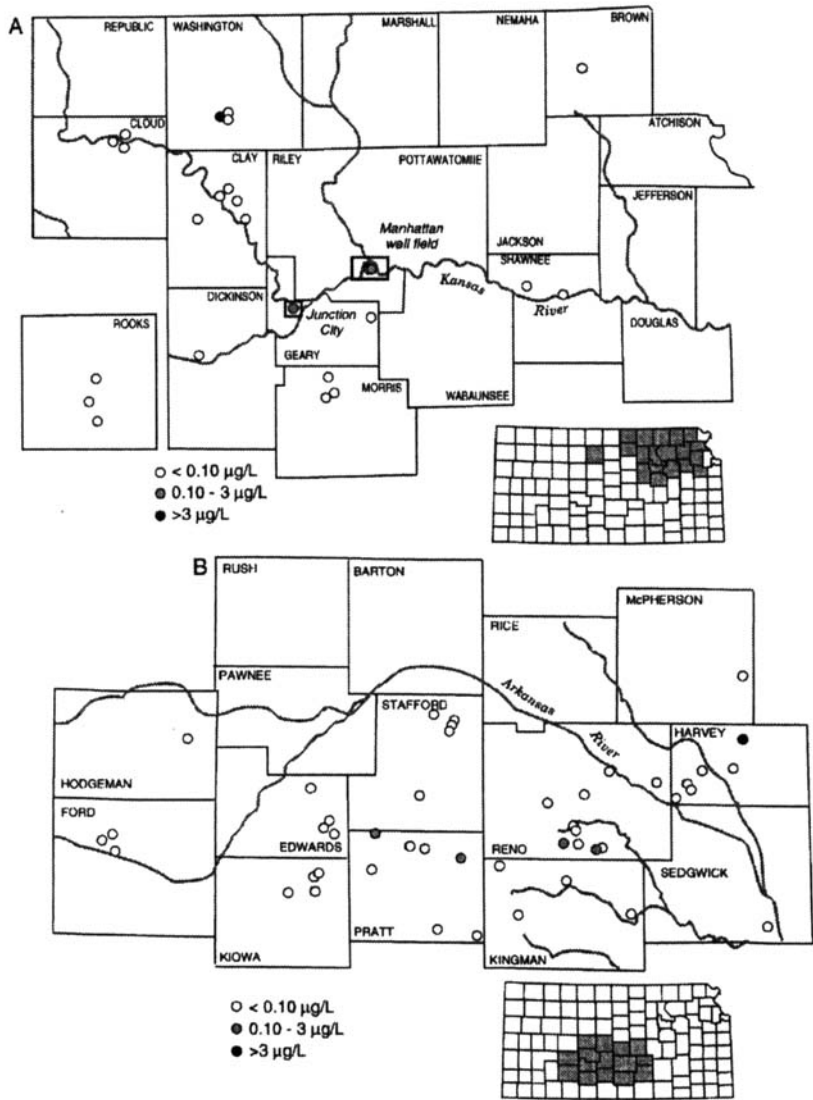 A
REPUBLIC
WASHINGTON
MARSHALL
NEMAHA
BROWN
CLOUD
ATCHISON
CLAY
RILEY
POTTAWATOMIIE
JEFFERSON
Manhattan
well field
JACKSON
SHAWNEE
Kansas
River
DICKINSON
Junction
City
DOUGLAS
ROOKS
GEARY
MORRIS
WABAUNSEE
< 0.10 µg/L
0.10 - 3 µg/L
>3 µg/L
B
RUSH
BARTON
McPHERSON
RICE
PAWNEE
Arkansas
River
STAFFORD
HARVEY
HODGEMAN
FORD
EDWARDS
RENO
SEDGWICK
PRATT
KIOWA
KINGMAN
< 0.10 µg/L
0.10 - 3 µg/L
>3 µg/L